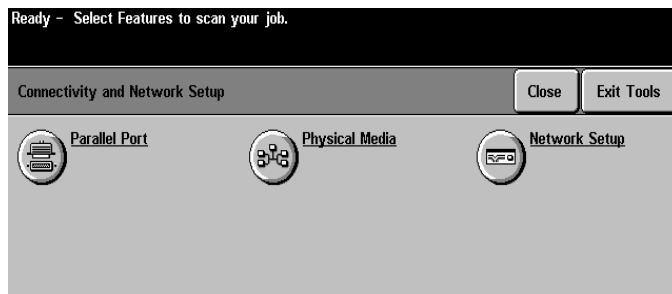 Ready - Select Features to scan your job.
Connectivity and Network Setup
Close
Exit Tools
Parallel Port
Physical Media
Network Setup